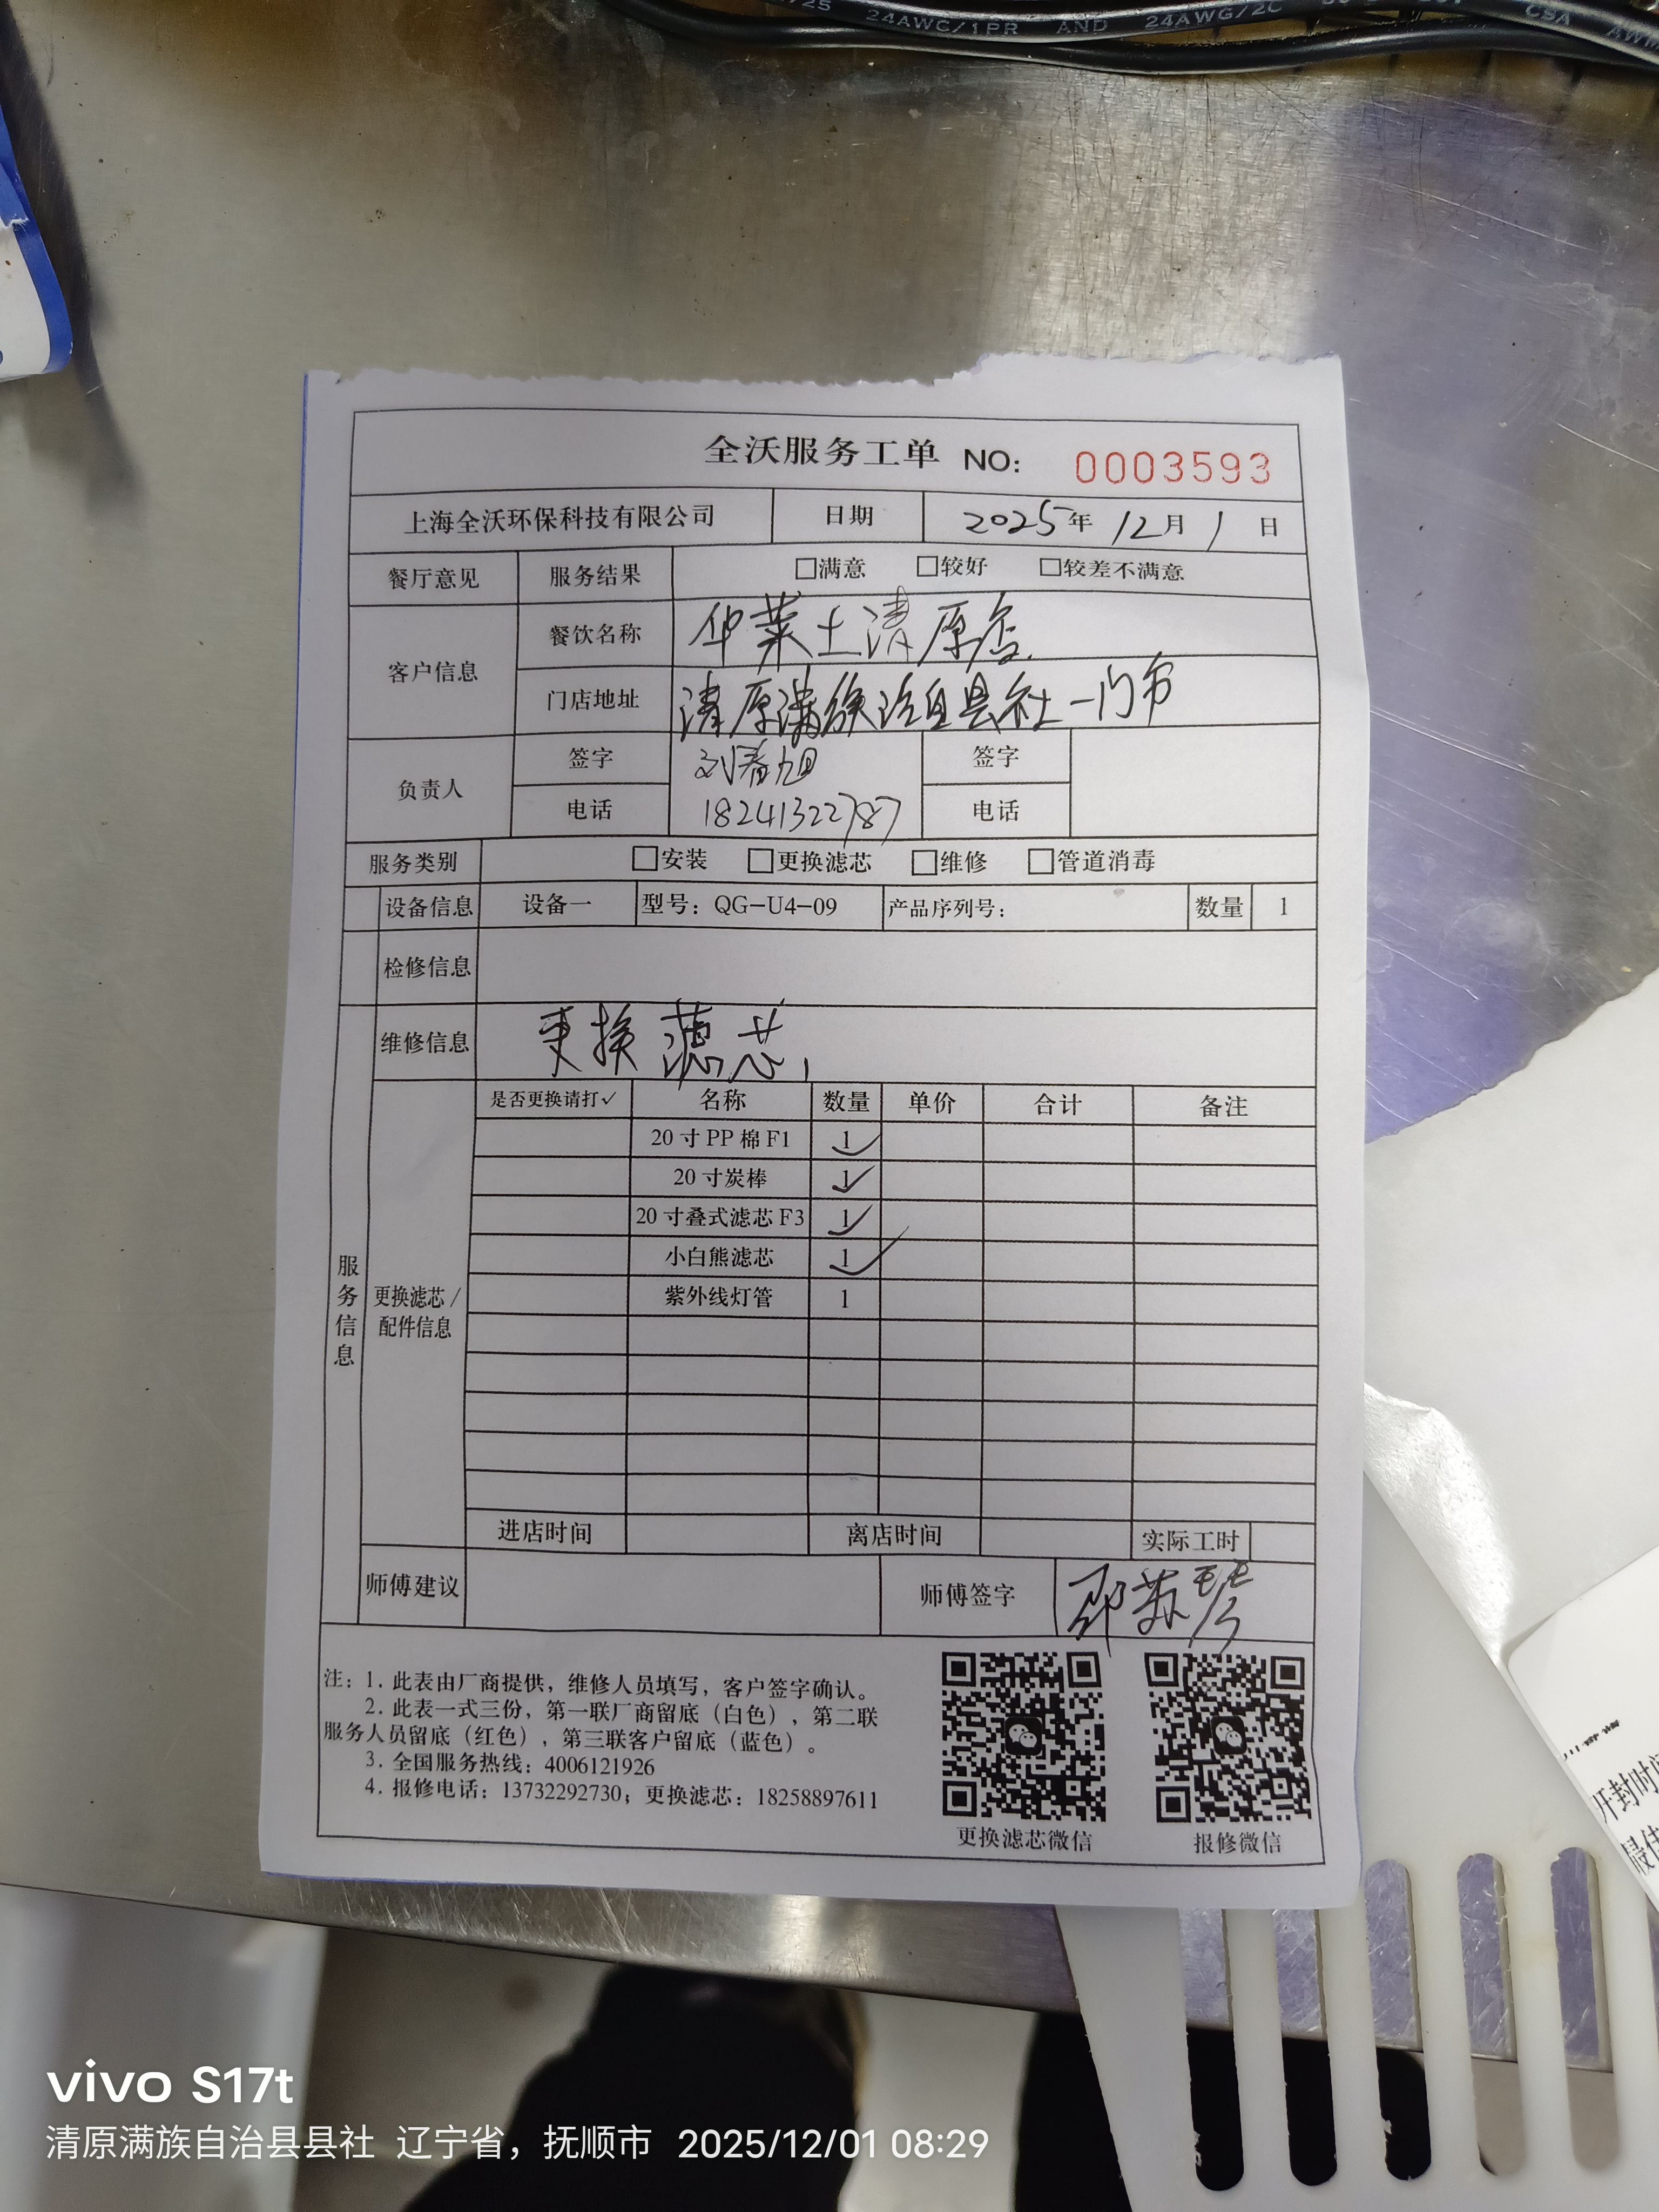 24AWG/1PR AND 24AWG/2C
CSA
全沃服务工单 NO: 0003593
上海全沃环保科技有限公司 日期 2025年 12月 1 日
餐厅意见 服务结果 □满意 □较好 □较差不满意
客户信息 餐饮名称 华莱士清原店
门店地址 清原满族治自县社一门市
负责人 签字 刘春旭 签字
电话 18241322787 电话
服务类别 □安装 □更换滤芯 □维修 □管道消毒
设备信息 设备一 型号：QG-U4-09 产品序列号： 数量 1
检修信息
维修信息 更换滤芯
服务信息
更换滤芯/配件信息
是否更换请打✓ 名称 数量 单价 合计 备注
20寸PP棉F1 1 ✓
20寸炭棒 1 ✓
20寸叠式滤芯F3 1 ✓
小白熊滤芯 1 ✓
紫外线灯管 1
进店时间 离店时间 实际工时
师傅建议 师傅签字 邵苏琴
注：1. 此表由厂商提供，维修人员填写，客户签字确认。
2. 此表一式三份，第一联厂商留底（白色），第二联
服务人员留底（红色），第三联客户留底（蓝色）。
3. 全国服务热线：4006121926
4. 报修电话：13732292730；更换滤芯：18258897611
更换滤芯微信 报修微信
开封时间
vivo S17t
清原满族自治县县社 辽宁省，抚顺市 2025/12/01 08:29